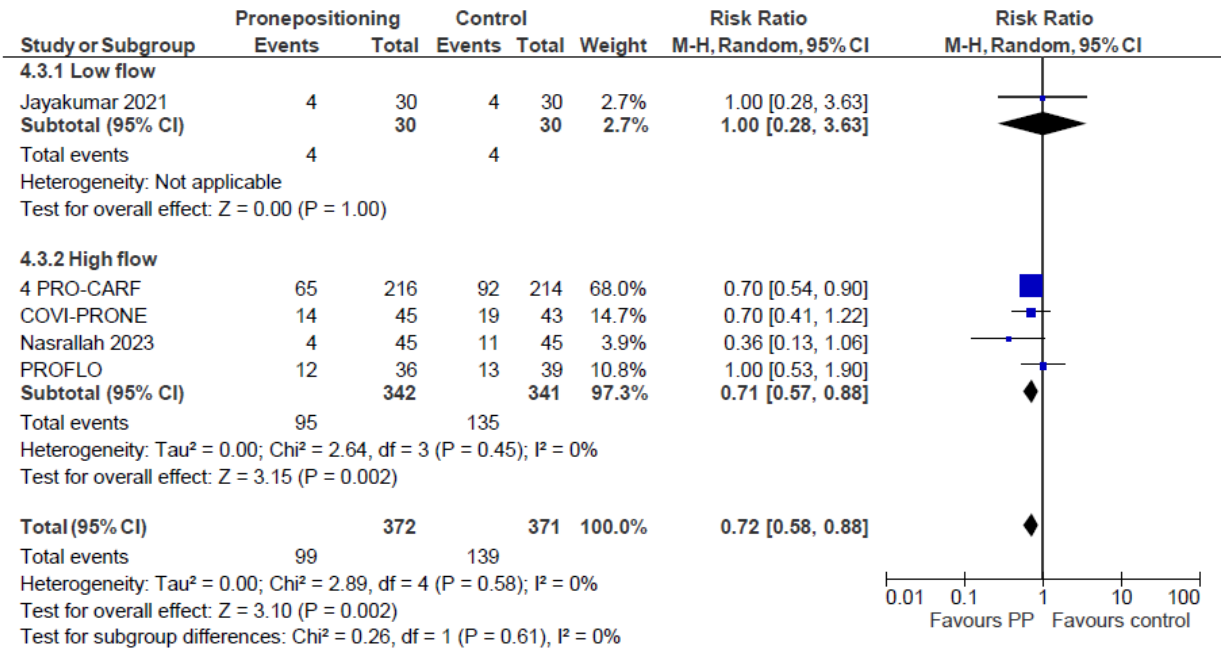 Pronepositioning Control Risk Ratio Risk Ratio
Study or Subgroup Events Total Events Total Weight M-H, Random, 95% CI M-H, Random, 95% CI
4.3.1 Low flow
Jayakumar 2021 4 30 4 30 2.7% 1.00 [0.28, 3.63]
Subtotal (95% CI) 30 30 2.7% 1.00 [0.28, 3.63]
Total events 4 4
Heterogeneity: Not applicable
Test for overall effect: Z = 0.00 (P = 1.00)
4.3.2 High flow
4 PRO-CARF 65 216 92 214 68.0% 0.70 [0.54, 0.90]
COVI-PRONE 14 45 19 43 14.7% 0.70 [0.41, 1.22]
Nasrallah 2023 4 45 11 45 3.9% 0.36 [0.13, 1.06]
PROFLO 12 36 13 39 10.8% 1.00 [0.53, 1.90]
Subtotal (95% CI) 342 341 97.3% 0.71 [0.57, 0.88]
Total events 95 135
Heterogeneity: Tau² = 0.00; Chi² = 2.64, df = 3 (P = 0.45); I² = 0%
Test for overall effect: Z = 3.15 (P = 0.002)
Total (95% CI) 372 371 100.0% 0.72 [0.58, 0.88]
Total events 99 139
Heterogeneity: Tau² = 0.00; Chi² = 2.89, df = 4 (P = 0.58); I² = 0%
Test for overall effect: Z = 3.10 (P = 0.002)
Test for subgroup differences: Chi² = 0.26, df = 1 (P = 0.61), I² = 0%
0.01 0.1 1 10 100
Favours PP Favours control